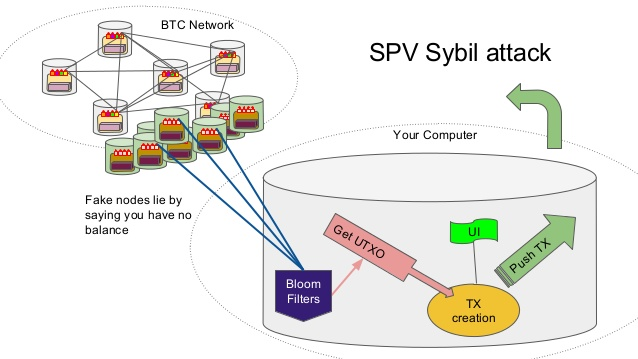 BTC Network
SPV Sybil attack
Your Computer
Fake nodes lie by
saying you have no
balance
Get UTXO
UI
Push TX
Bloom
Filters
TX
creation